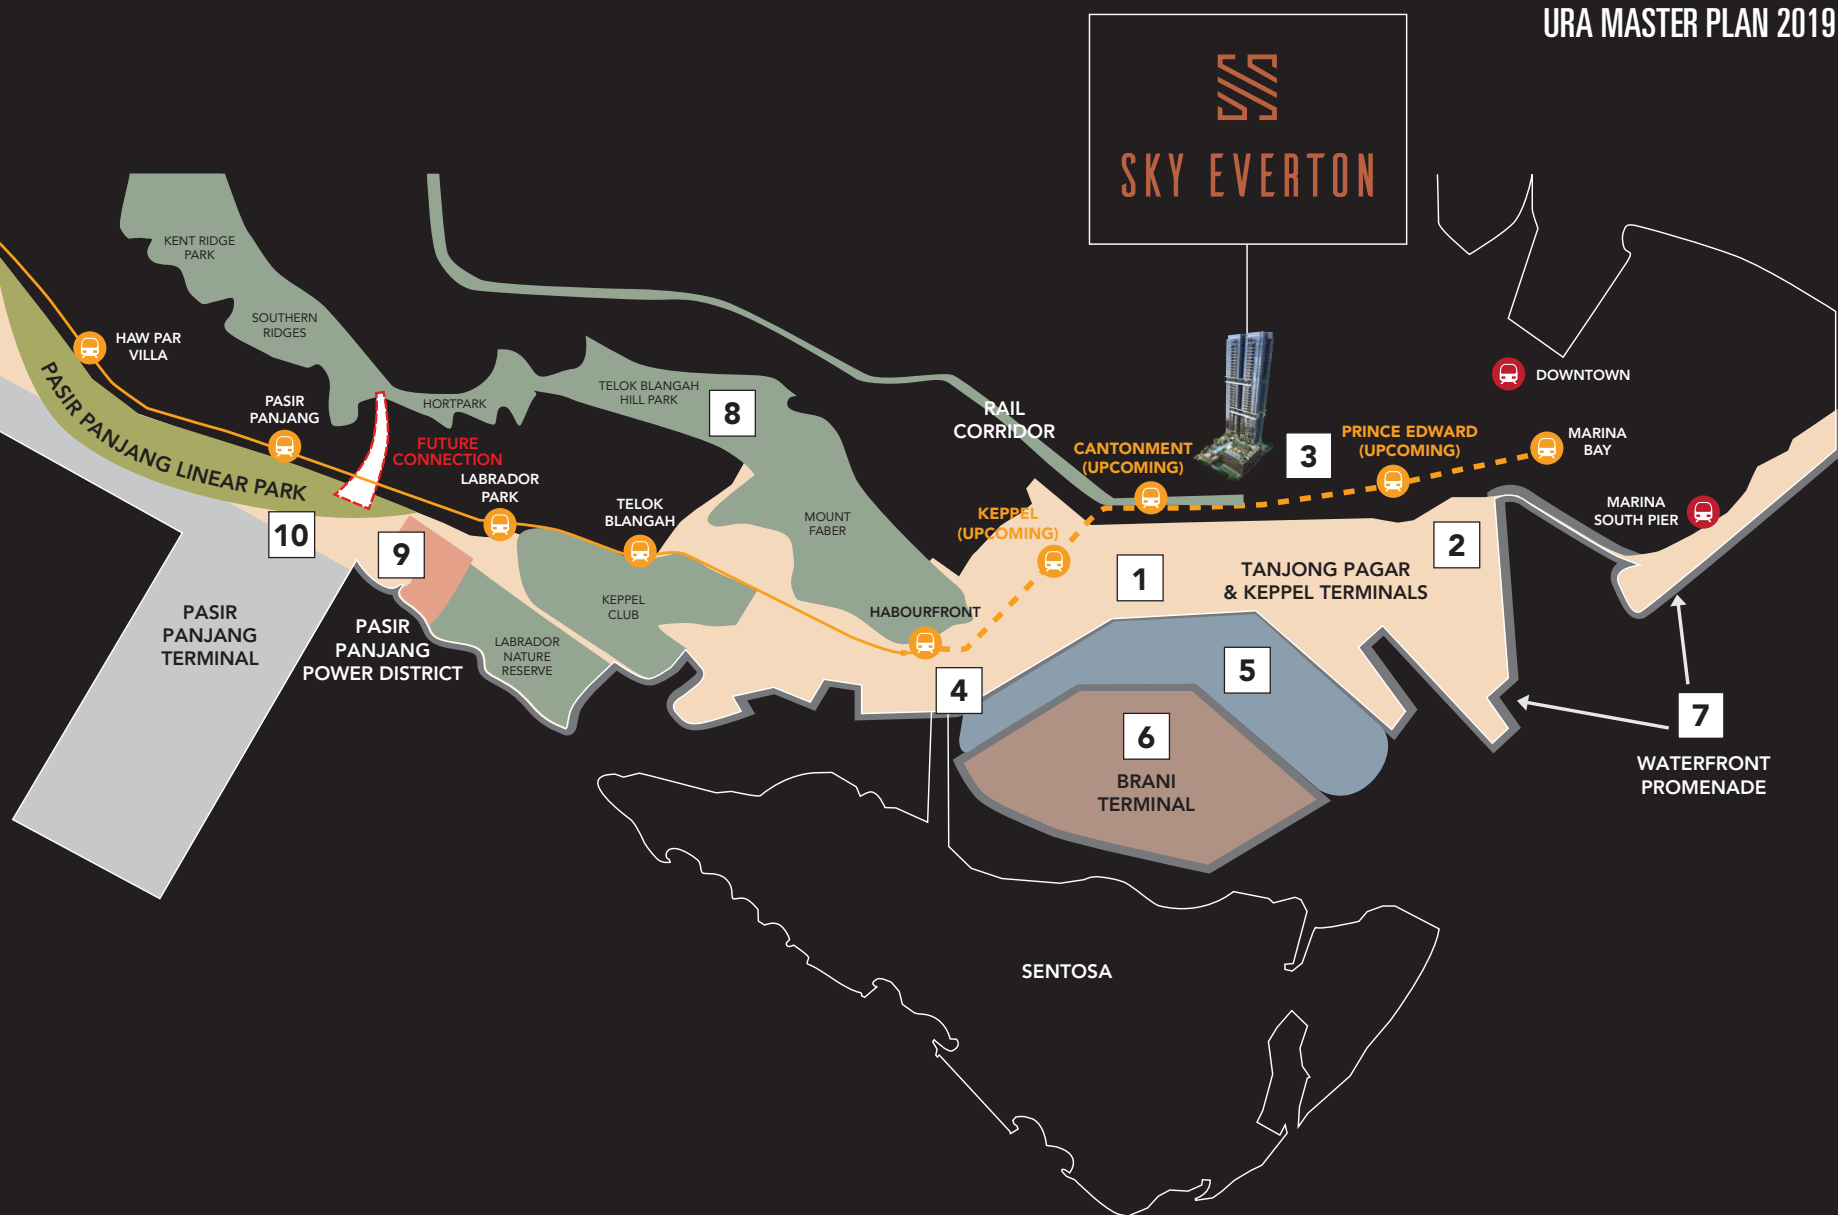 URA MASTER PLAN 2019
SKY EVERTON
KENT RIDGE
PARK
SOUTHERN
RIDGES
HAW PAR
VILLA
PASIR
PANJANG
HORTPARK
TELOK BLANGAH
HILL PARK
8
RAIL
CORRIDOR
DOWNTOWN
PASIR PANJANG LINEAR PARK
FUTURE
CONNECTION
LABRADOR
PARK
TELOK
BLANGAH
MOUNT
FABER
CANTONMENT
(UPCOMING)
3
PRINCE EDWARD
(UPCOMING)
MARINA
BAY
MARINA
SOUTH PIER
KEPPEL
(UPCOMING)
10
9
2
1
TANJONG PAGAR
& KEPPEL TERMINALS
KEPPEL
CLUB
HABOURFRONT
PASIR
PANJANG
TERMINAL
PASIR
PANJANG
POWER DISTRICT
LABRADOR
NATURE
RESERVE
4
5
6
BRANI
TERMINAL
7
WATERFRONT
PROMENADE
SENTOSA